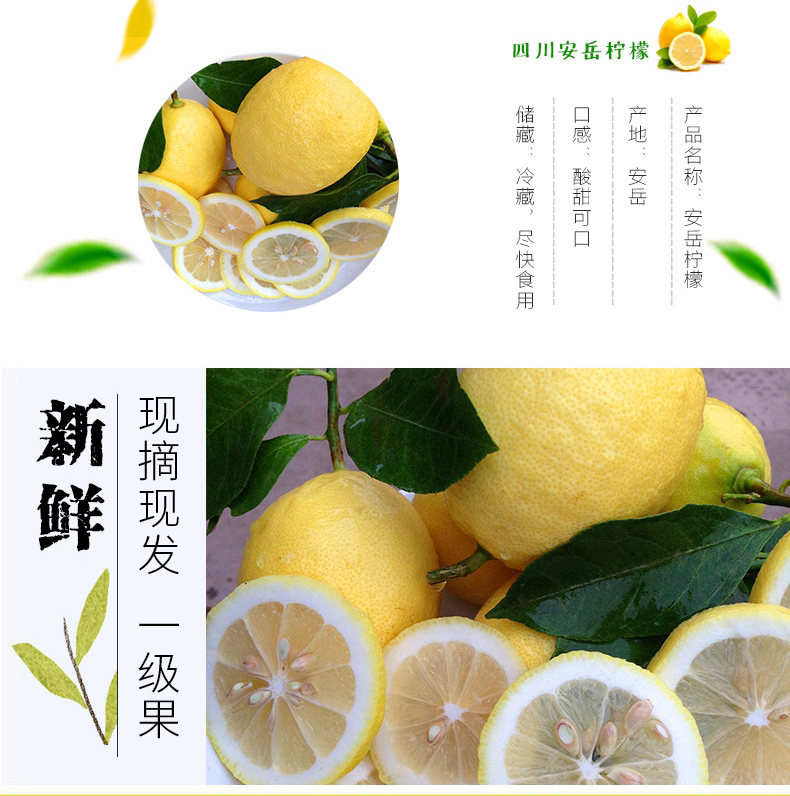 四川安岳柠檬
产品名称：安岳柠檬
产地：安岳
口感：酸甜可口
储藏：冷藏，尽快食用
新鲜
现摘现发 一级果